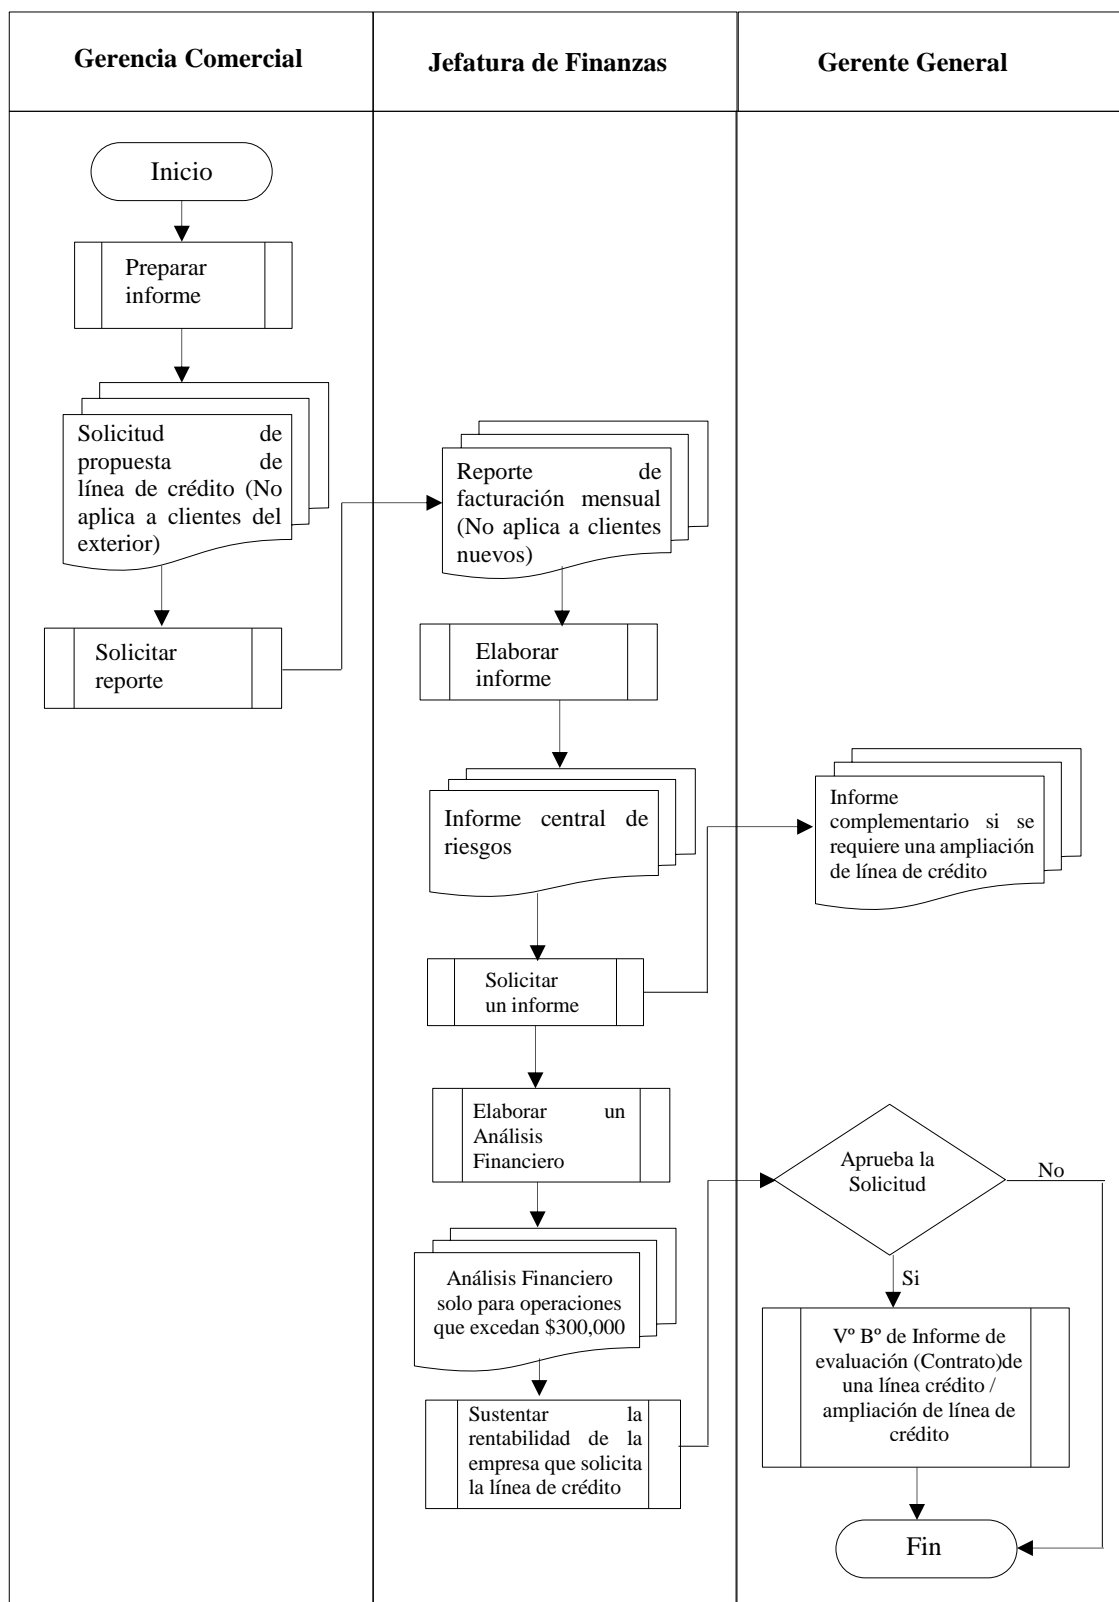 Gerencia Comercial
Jefatura de Finanzas
Gerente General
Inicio
Preparar
informe
Solicitud de
propuesta de
línea de crédito (No
aplica a clientes del
exterior)
Solicitar
reporte
Reporte de
facturación mensual
(No aplica a clientes
nuevos)
Elaborar
informe
Informe central de
riesgos
Solicitar
un informe
Informe
complementario si se
requiere una ampliación
de línea de crédito
Elaborar un
Análisis
Financiero
Análisis Financiero
solo para operaciones
que excedan $300,000
Sustentar la
rentabilidad de la
empresa que solicita
la línea de crédito
Aprueba la
Solicitud
No
Si
Vº Bº de Informe de
evaluación (Contrato)de
una línea crédito /
ampliación de línea de
crédito
Fin